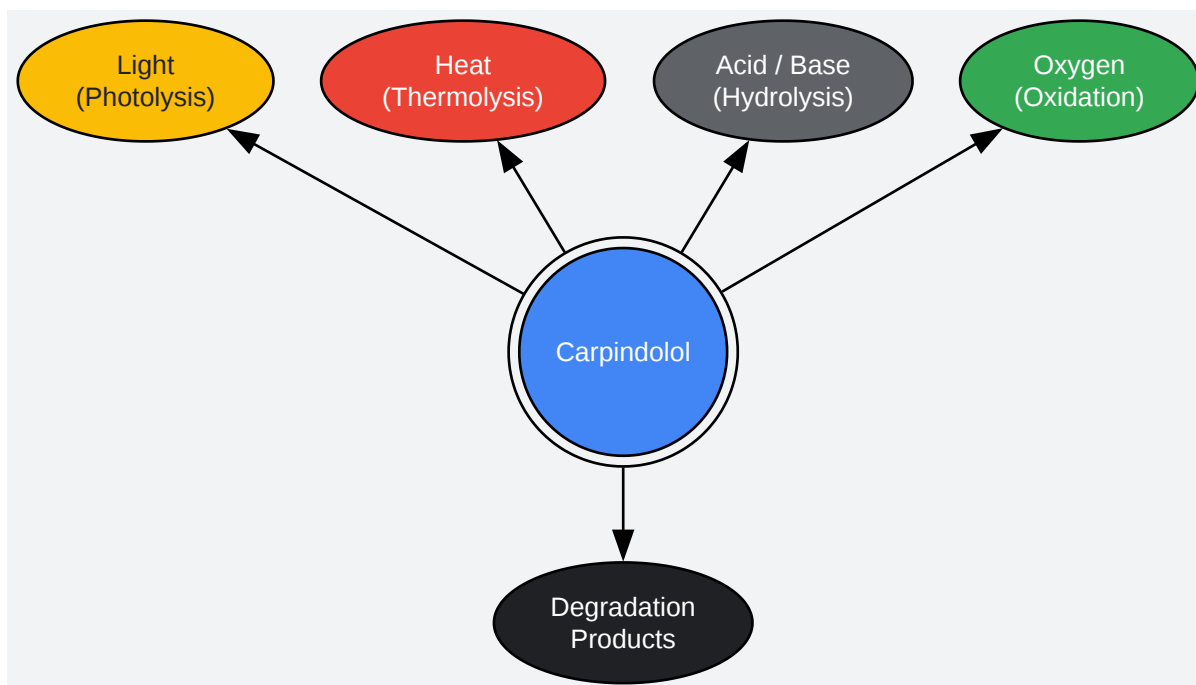 Light
(Photolysis)
Heat
(Thermolysis)
Acid / Base
(Hydrolysis)
Oxygen
(Oxidation)
Carpindolol
Degradation
Products